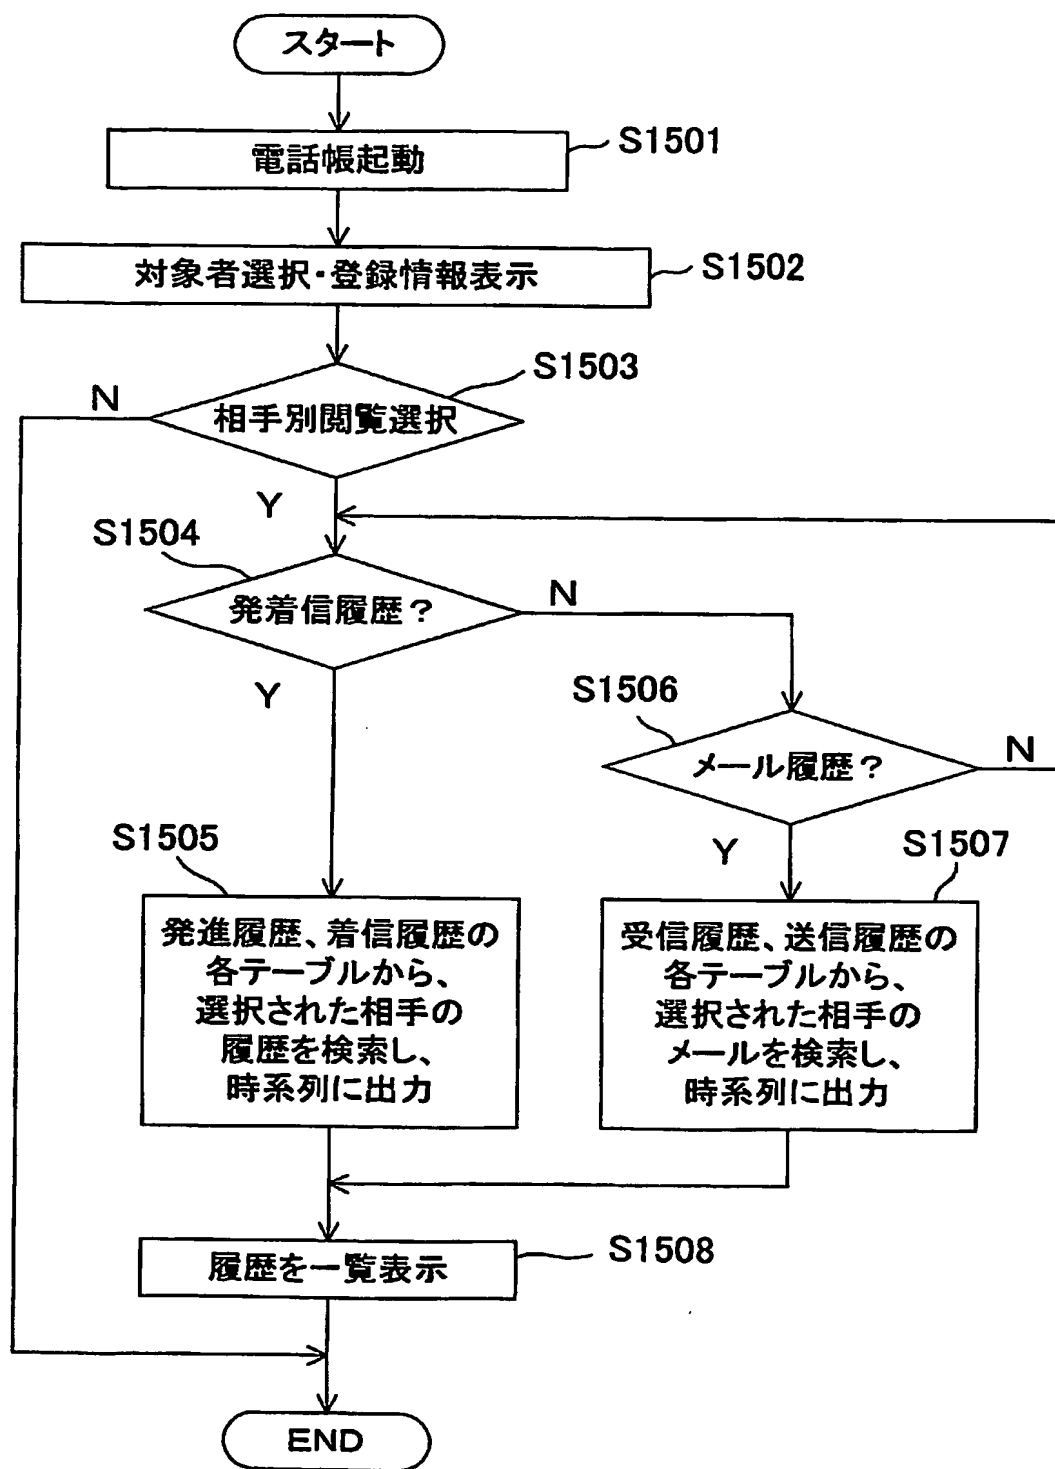 スタート
電話帳起動
S1501
対象者選択・登録情報表示
S1502
相手別閲覧選択
S1503
N
Y
S1504
発着信履歴？
N
Y
S1506
メール履歴？
N
Y
S1505
発進履歴、着信履歴の
各テーブルから、
選択された相手の
履歴を検索し、
時系列に出力
S1507
受信履歴、送信履歴の
各テーブルから、
選択された相手の
メールを検索し、
時系列に出力
履歴を一覧表示
S1508
END